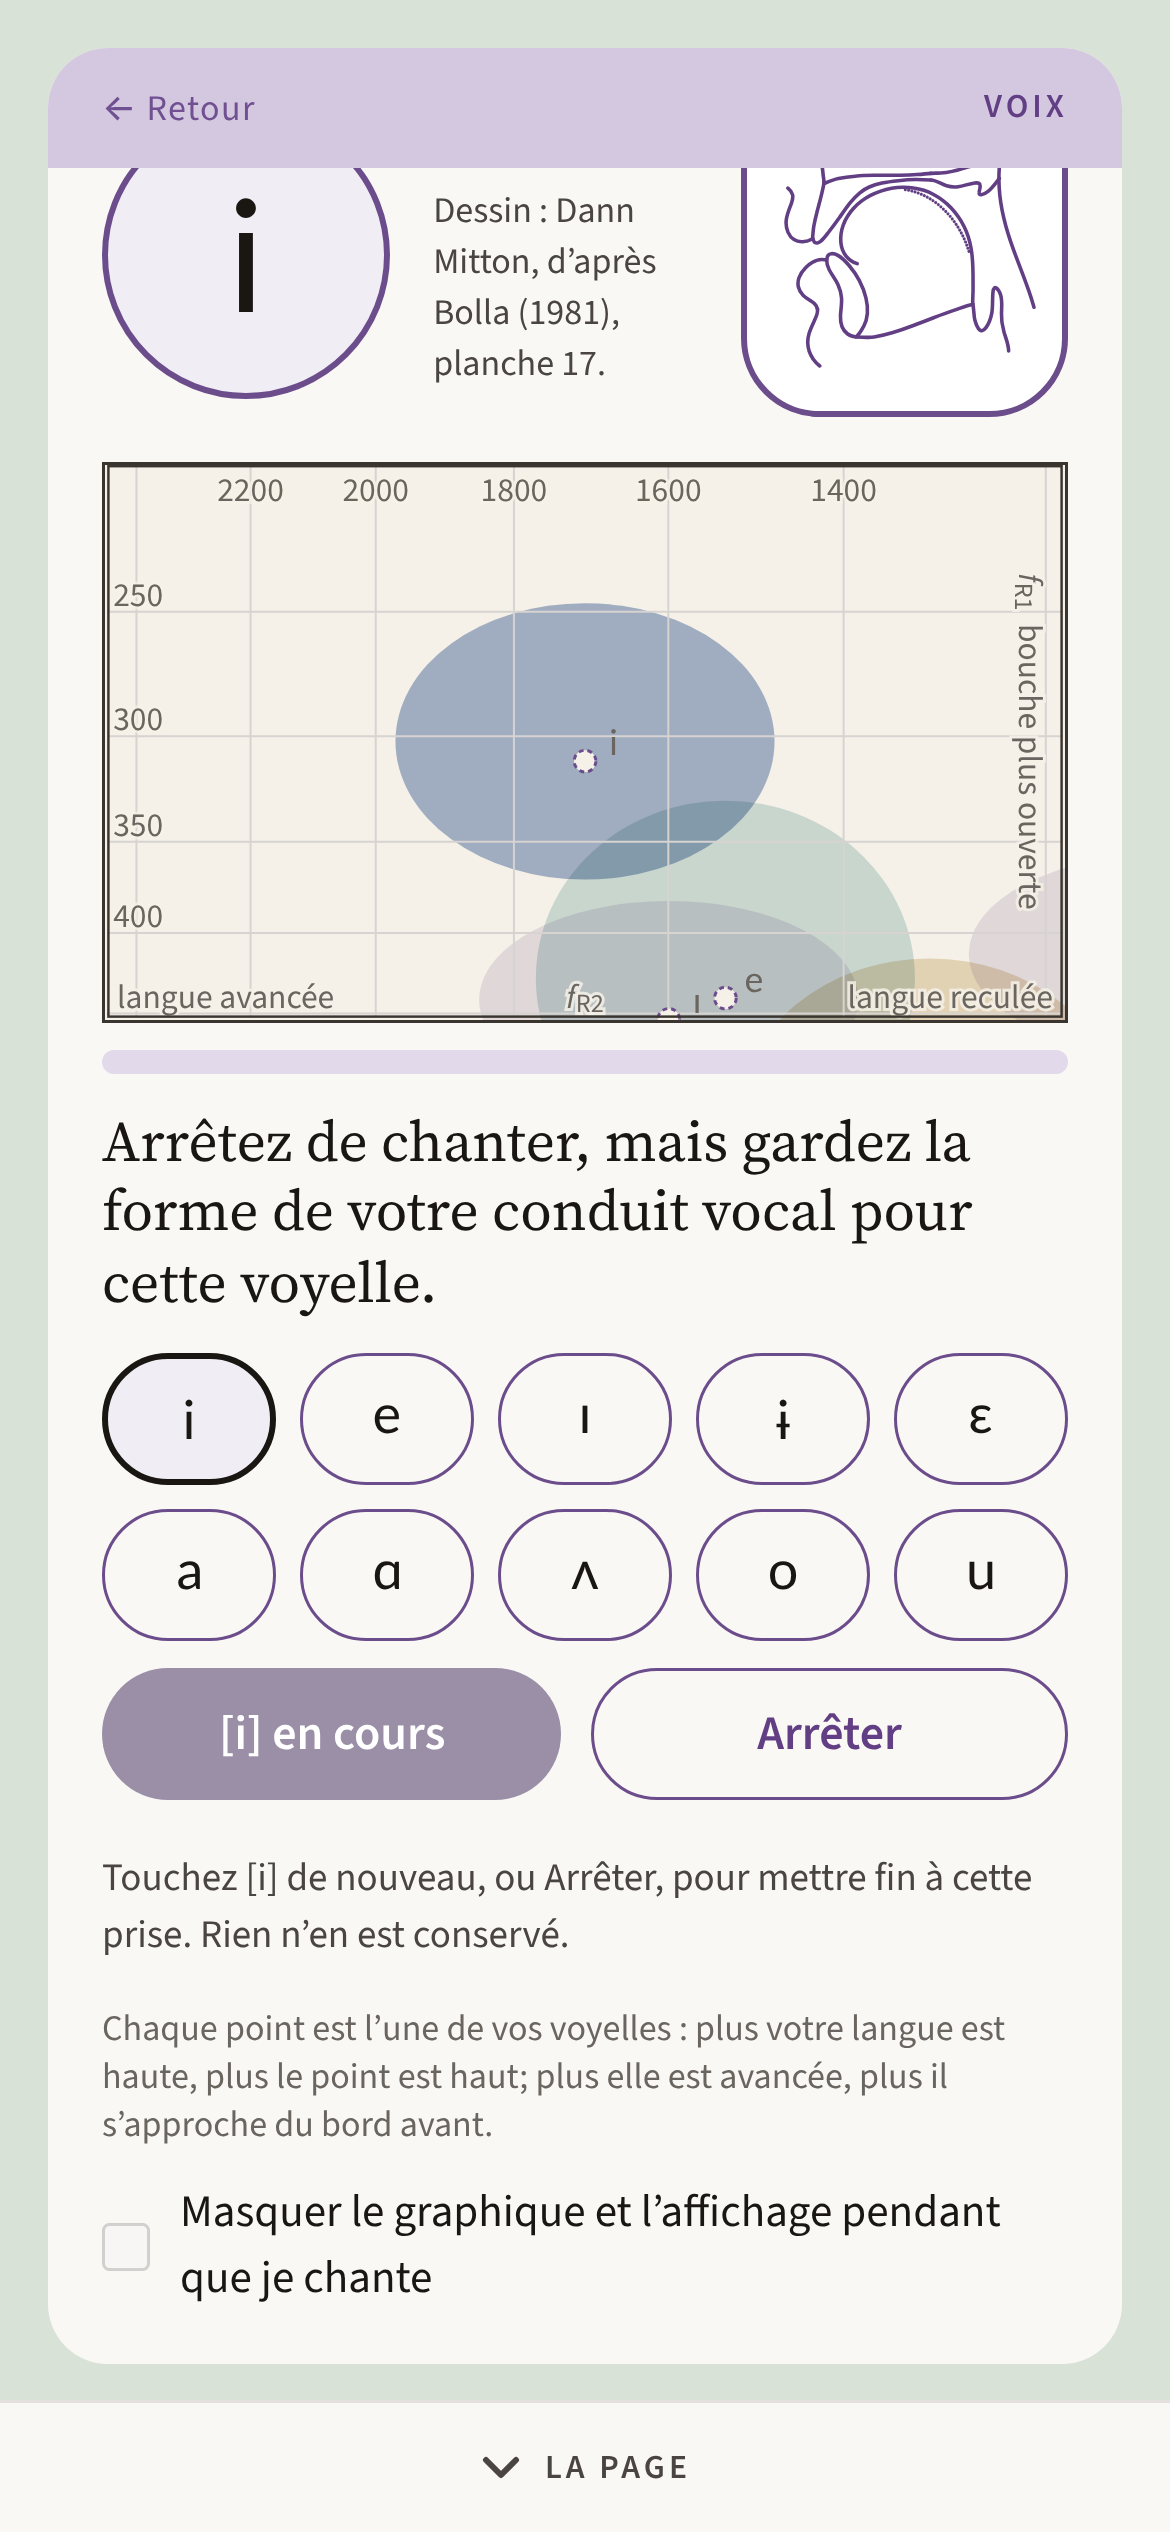 ← Retour
VOIX
i
Dessin : Dann
Mitton, d’après
Bolla (1981),
planche 17.
2200 2000 1800 1600 1400
250
300
350
400
fR1 bouche plus ouverte
i
e
ɪ
langue avancée
fR2
langue reculée
Arrêtez de chanter, mais gardez la
forme de votre conduit vocal pour
cette voyelle.
i e ɪ ɨ ɛ
a ɑ ʌ o u
[i] en cours
Arrêter
Touchez [i] de nouveau, ou Arrêter, pour mettre fin à cette
prise. Rien n’en est conservé.
Chaque point est l’une de vos voyelles : plus votre langue est
haute, plus le point est haut; plus elle est avancée, plus il
s’approche du bord avant.
Masquer le graphique et l’affichage pendant
que je chante
LA PAGE